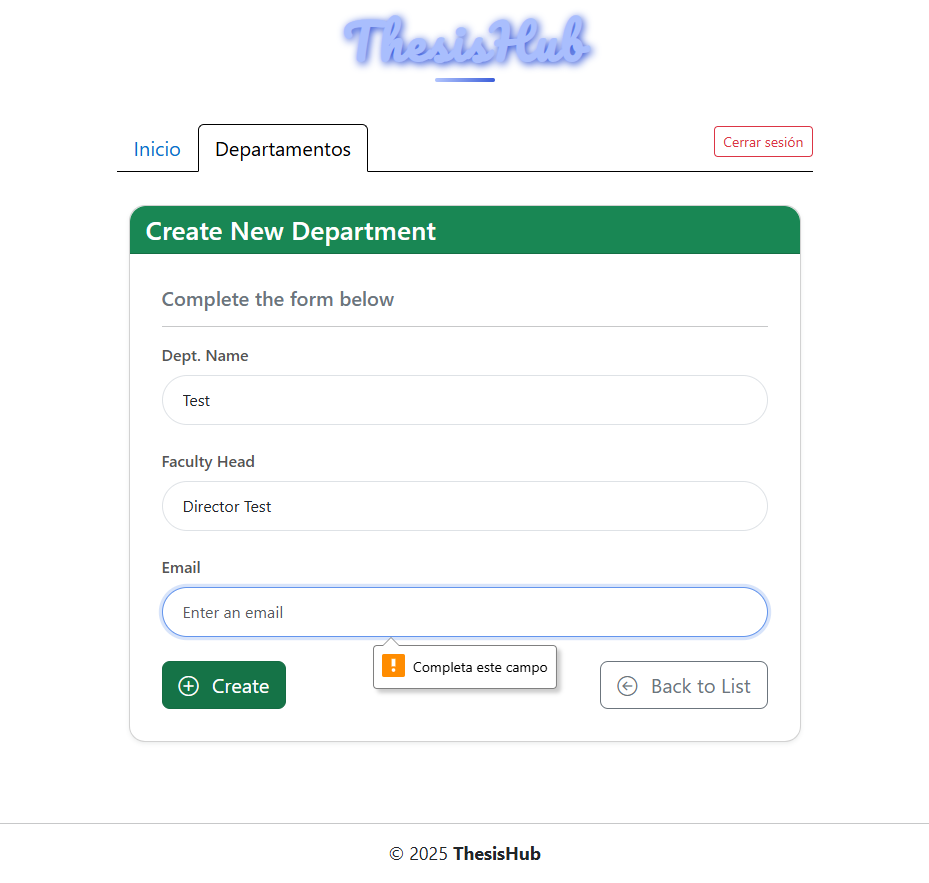 ThesisHub
Inicio
Departamentos
Cerrar sesión
Create New Department
Complete the form below
Dept. Name
Test
Faculty Head
Director Test
Email
Enter an email
Completa este campo
Create
Back to List
© 2025 ThesisHub